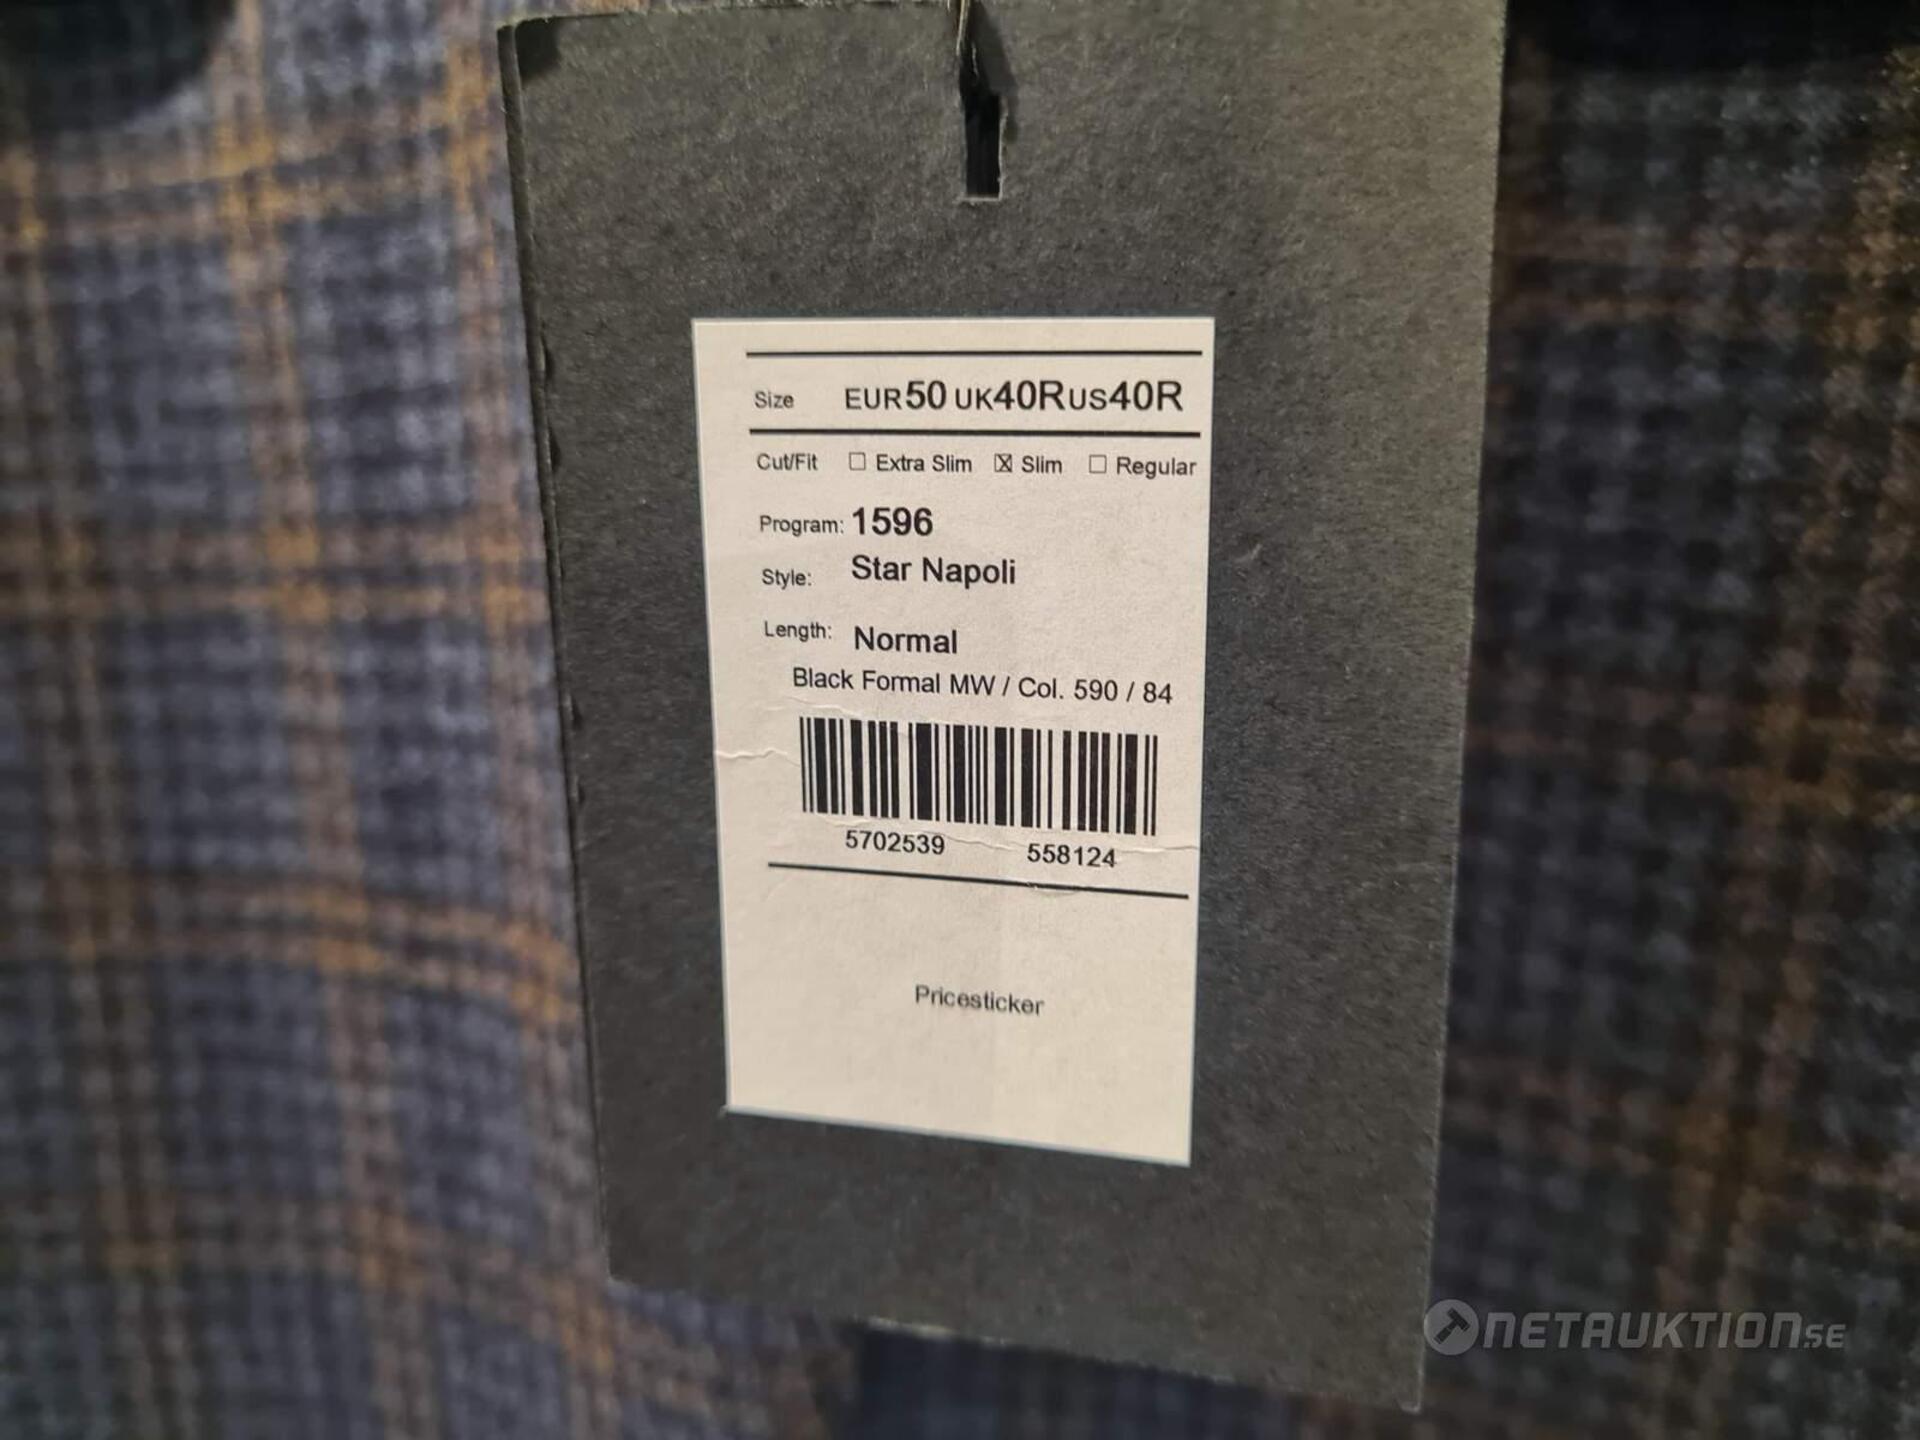 Size EUR50 UK40R US40R
Cut/Fit ☐ Extra Slim ☒ Slim ☐ Regular
Program: 1596
Style: Star Napoli
Length: Normal
Black Formal MW / Col. 590 / 84
5702539 558124
Pricesticker
NETAUKTION.SE